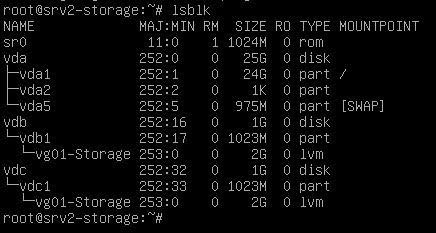 root@srv2-storage:~# lsblk
NAME             MAJ:MIN RM  SIZE RO TYPE MOUNTPOINT
sr0               11:0    1 1024M  0 rom
vda              252:0    0   25G  0 disk
├─vda1           252:1    0   24G  0 part /
├─vda2           252:2    0    1K  0 part
└─vda5           252:5    0  975M  0 part [SWAP]
vdb              252:16   0    1G  0 disk
└─vdb1           252:17   0 1023M  0 part
  └─vg01-Storage 253:0    0    2G  0 lvm
vdc              252:32   0    1G  0 disk
└─vdc1           252:33   0 1023M  0 part
  └─vg01-Storage 253:0    0    2G  0 lvm
root@srv2-storage:~#